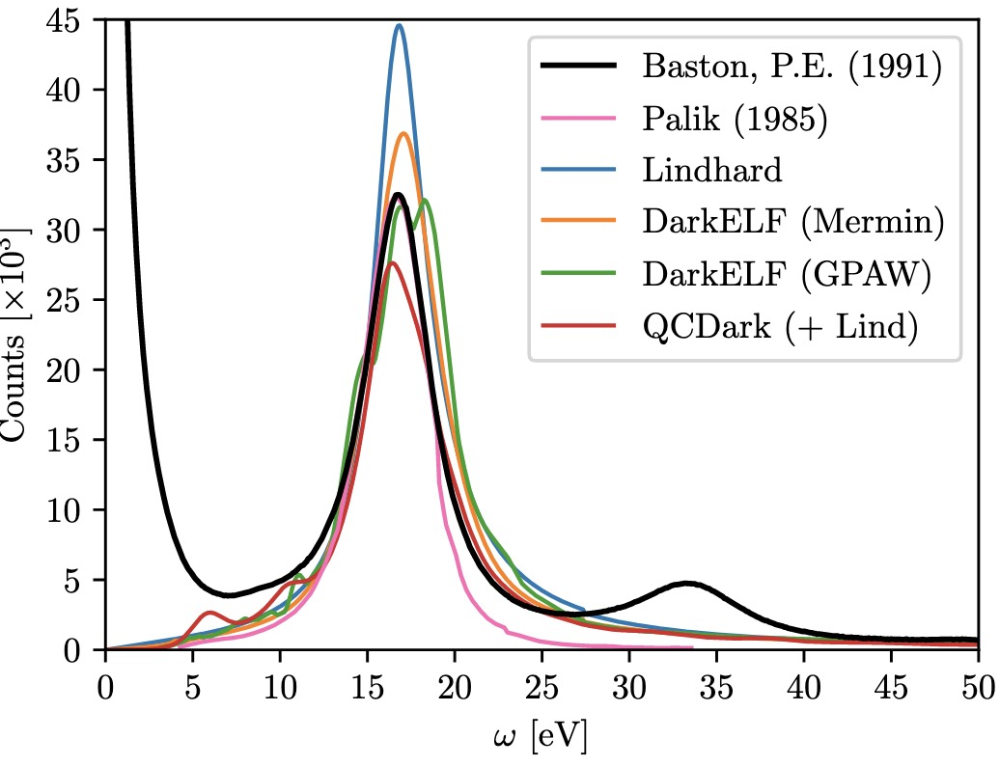 45
40
35
30
25
20
15
10
5
0
Counts [×10³]
Baston, P.E. (1991)
Palik (1985)
Lindhard
DarkELF (Mermin)
DarkELF (GPAW)
QCDark (+ Lind)
0 5 10 15 20 25 30 35 40 45 50
ω [eV]